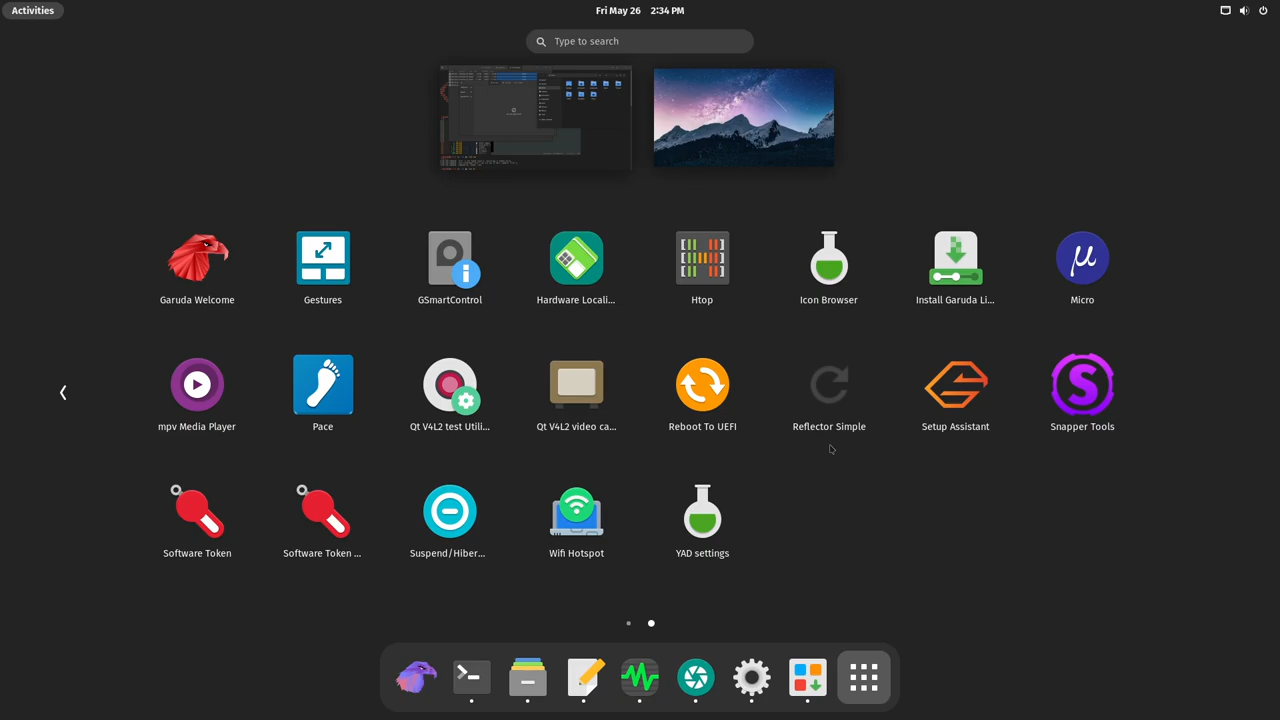 Activities
Fri May 26 2:34 PM
Type to search
Garuda Welcome
Gestures
GSmartControl
Hardware Locali...
Htop
Icon Browser
Install Garuda Li...
Micro
mpv Media Player
Pace
Qt V4L2 test Utili...
Qt V4L2 video ca...
Reboot To UEFI
Reflector Simple
Setup Assistant
Snapper Tools
Software Token
Software Token ...
Suspend/Hiber...
Wifi Hotspot
YAD settings